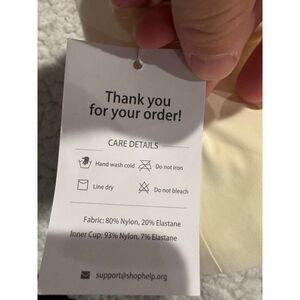 Thank you
for your order!
CARE DETAILS
Hand wash cold Do not Iron
Line dry Do not bleach
Fabric: 80% Nylon, 20% Elastane
Inner Cup: 93% Nylon, 7% Elastane
support@shophelp.org